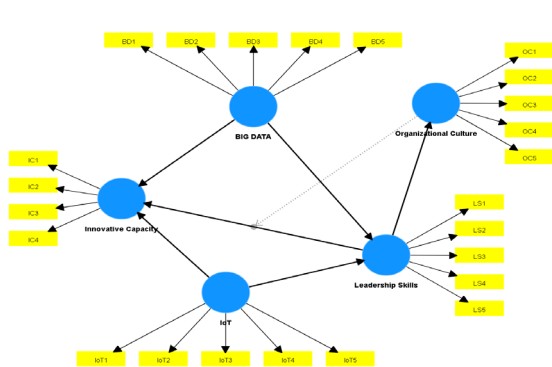 BD1 BD2 BD3 BD4 BD5
OC1
OC2
OC3
OC4
OC5
Organizational Culture
BIG DATA
IC1
IC2
IC3
IC4
Innovative Capacity
LS1
LS2
LS3
LS4
LS5
Leadership Skills
IoT
IoT1 IoT2 IoT3 IoT4 IoT5